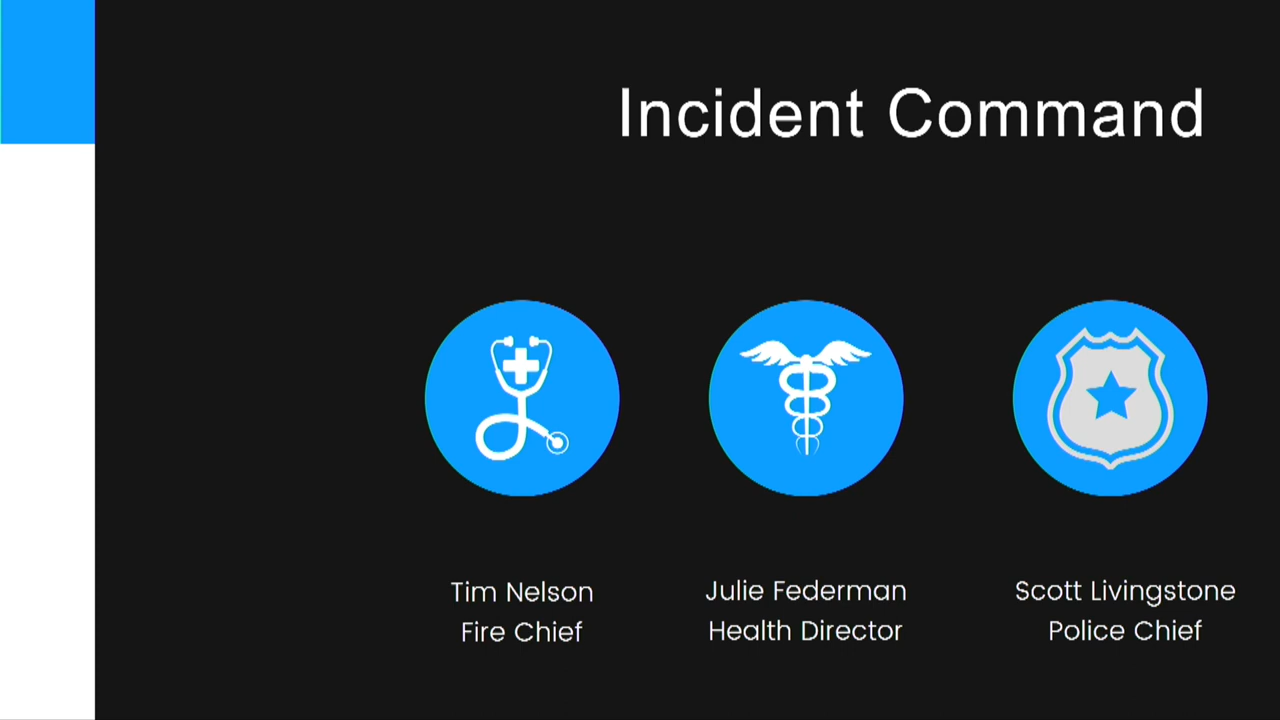 Incident Command
Tim Nelson
Fire Chief
Julie Federman
Health Director
Scott Livingstone
Police Chief